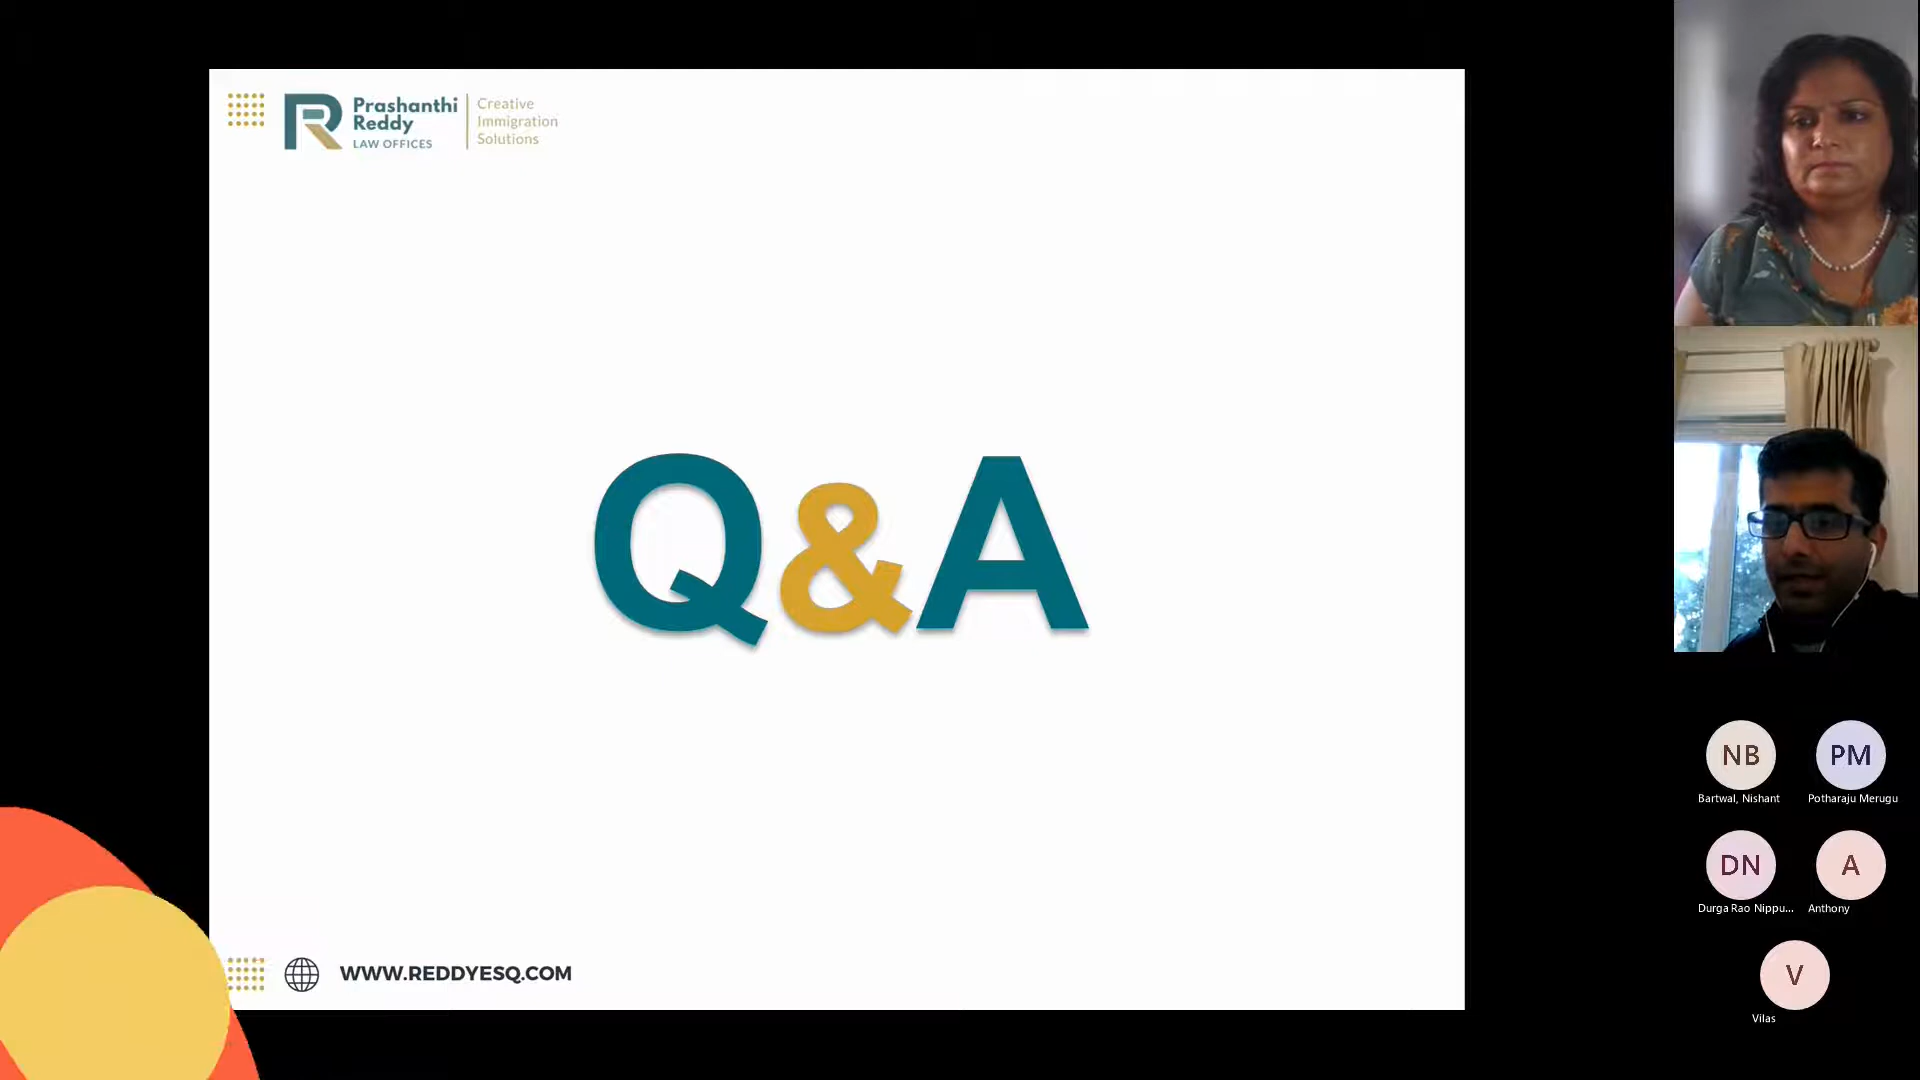 Prashanthi
Reddy
LAW OFFICES
Creative
Immigration
Solutions
Q&A
WWW.REDDYESQ.COM
NB
Bartwal, Nishant
PM
Potharaju Merugu
DN
Durga Rao Nippu...
A
Anthony
V
Vilas